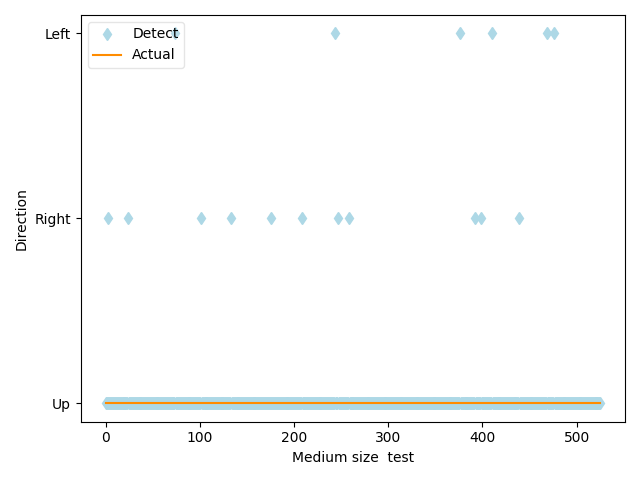 Left
Right
Up
Direction
Detect
Actual
0 100 200 300 400 500
Medium size  test